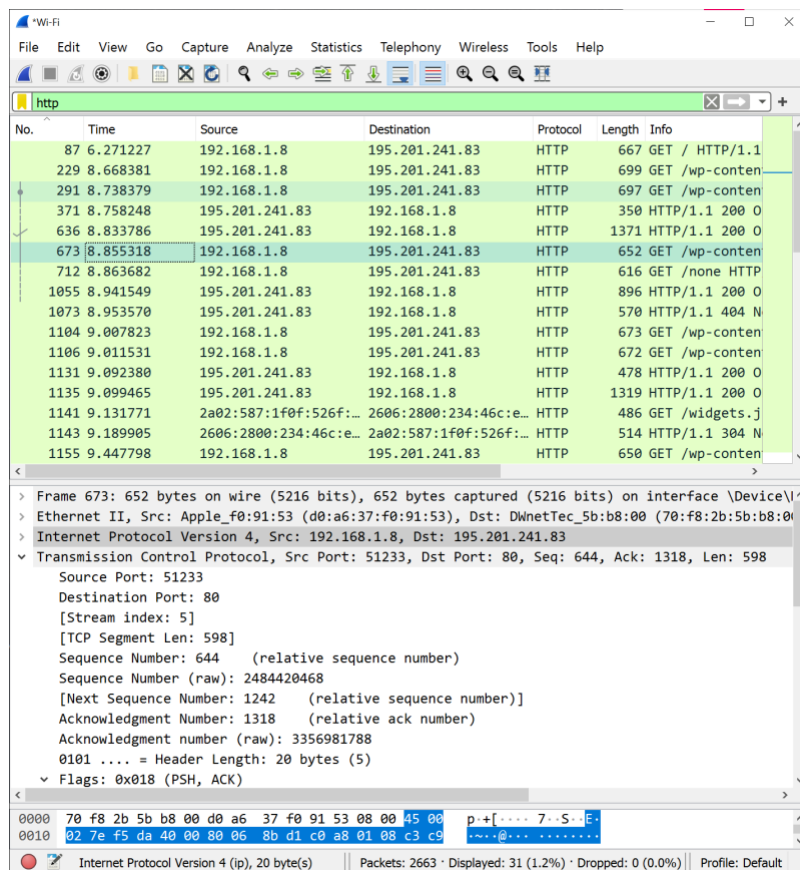 *Wi-Fi
File Edit View Go Capture Analyze Statistics Telephony Wireless Tools Help
http
No. Time Source Destination Protocol Length Info
87 6.271227 192.168.1.8 195.201.241.83 HTTP 667 GET / HTTP/1.1
229 8.668381 192.168.1.8 195.201.241.83 HTTP 699 GET /wp-conten
291 8.738379 192.168.1.8 195.201.241.83 HTTP 697 GET /wp-conten
371 8.758248 195.201.241.83 192.168.1.8 HTTP 350 HTTP/1.1 200 O
636 8.833786 195.201.241.83 192.168.1.8 HTTP 1371 HTTP/1.1 200 O
673 8.855318 192.168.1.8 195.201.241.83 HTTP 652 GET /wp-conten
712 8.863682 192.168.1.8 195.201.241.83 HTTP 616 GET /none HTTP
1055 8.941549 195.201.241.83 192.168.1.8 HTTP 896 HTTP/1.1 200 O
1073 8.953570 195.201.241.83 192.168.1.8 HTTP 570 HTTP/1.1 404 N
1104 9.007823 192.168.1.8 195.201.241.83 HTTP 673 GET /wp-conten
1106 9.011531 192.168.1.8 195.201.241.83 HTTP 672 GET /wp-conten
1131 9.092380 195.201.241.83 192.168.1.8 HTTP 478 HTTP/1.1 200 O
1135 9.099465 195.201.241.83 192.168.1.8 HTTP 1319 HTTP/1.1 200 O
1141 9.131771 2a02:587:1f0f:526f:… 2606:2800:234:46c:e… HTTP 486 GET /widgets.j
1143 9.189905 2606:2800:234:46c:e… 2a02:587:1f0f:526f:… HTTP 514 HTTP/1.1 304 N
1155 9.447798 192.168.1.8 195.201.241.83 HTTP 650 GET /wp-conten
Frame 673: 652 bytes on wire (5216 bits), 652 bytes captured (5216 bits) on interface \Device\
Ethernet II, Src: Apple_f0:91:53 (d0:a6:37:f0:91:53), Dst: DWnetTec_5b:b8:00 (70:f8:2b:5b:b8:00
Internet Protocol Version 4, Src: 192.168.1.8, Dst: 195.201.241.83
Transmission Control Protocol, Src Port: 51233, Dst Port: 80, Seq: 644, Ack: 1318, Len: 598
Source Port: 51233
Destination Port: 80
[Stream index: 5]
[TCP Segment Len: 598]
Sequence Number: 644 (relative sequence number)
Sequence Number (raw): 2484420468
[Next Sequence Number: 1242 (relative sequence number)]
Acknowledgment Number: 1318 (relative ack number)
Acknowledgment number (raw): 3356981788
0101 .... = Header Length: 20 bytes (5)
Flags: 0x018 (PSH, ACK)
0000 70 f8 2b 5b b8 00 d0 a6 37 f0 91 53 08 00 45 00 p·+[···· 7··S··E·
0010 02 7e f5 da 40 00 80 06 8b d1 c0 a8 01 08 c3 c9 ·~··@··· ········
Internet Protocol Version 4 (ip), 20 byte(s) Packets: 2663 · Displayed: 31 (1.2%) · Dropped: 0 (0.0%) Profile: Default